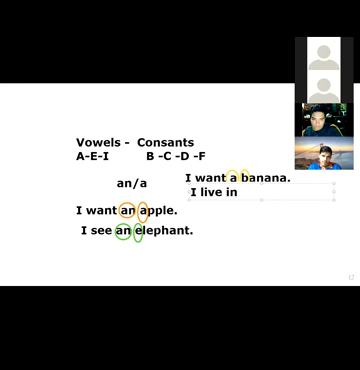 Vowels - Consants
A-E-I B -C -D -F
an/a
I want a banana.
I live in
I want an apple.
I see an elephant.